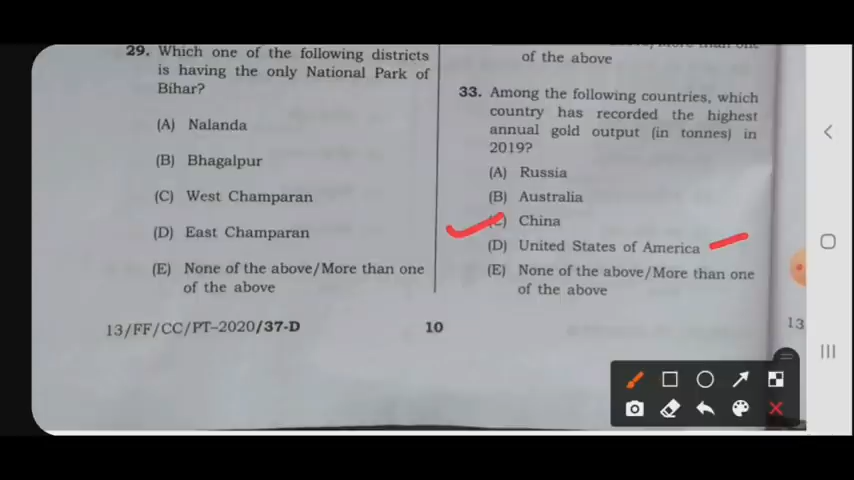 29. Which one of the following districts
is having the only National Park of
Bihar?
(A) Nalanda
(B) Bhagalpur
(C) West Champaran
(D) East Champaran
(E) None of the above/More than one
of the above
13/FF/CC/PT-2020/37-D
10
of the above
33. Among the following countries, which
country has recorded the highest
annual gold output (in tonnes) in
2019?
(A) Russia
(B) Australia
(C) China
(D) United States of America
(E) None of the above/More than one
of the above
13